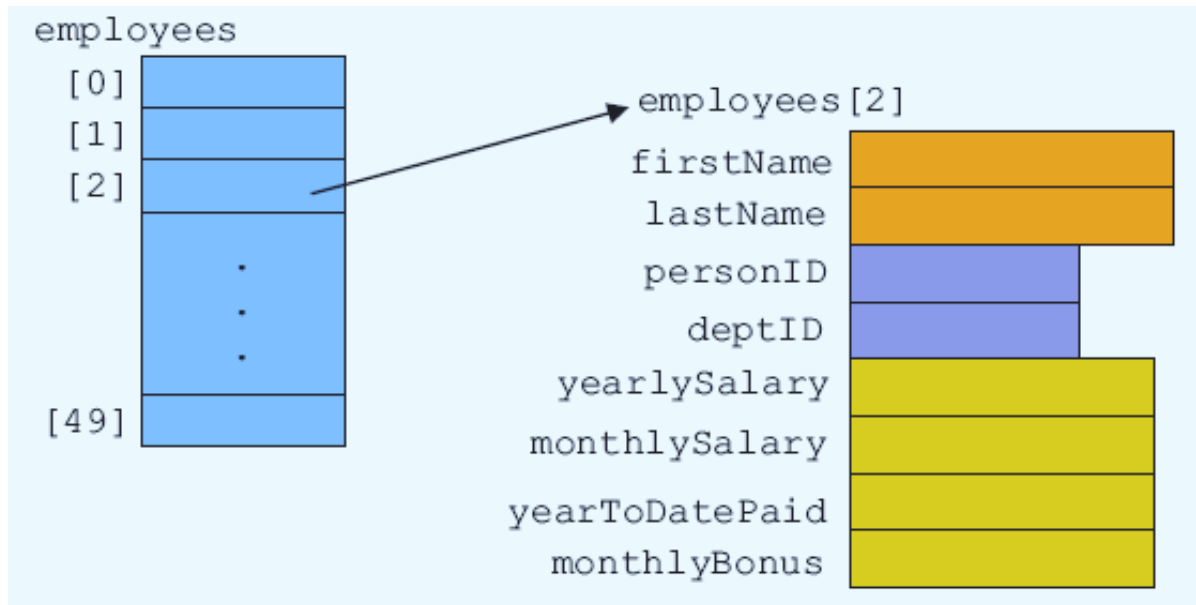 employees
[0]
[1]
[2]
.
.
.
[49]
employees[2]
firstName
lastName
personID
deptID
yearlySalary
monthlySalary
yearToDatePaid
monthlyBonus